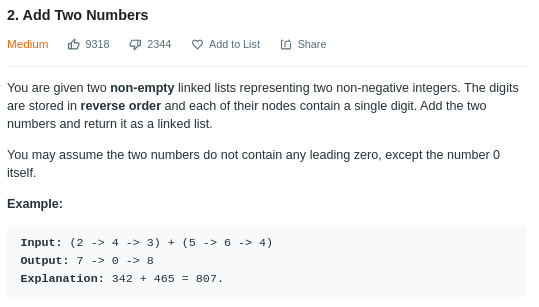 2. Add Two Numbers
Medium 9318 2344 Add to List Share
You are given two non-empty linked lists representing two non-negative integers. The digits
are stored in reverse order and each of their nodes contain a single digit. Add the two
numbers and return it as a linked list.
You may assume the two numbers do not contain any leading zero, except the number 0
itself.
Example:
Input: (2 -> 4 -> 3) + (5 -> 6 -> 4)
Output: 7 -> 0 -> 8
Explanation: 342 + 465 = 807.